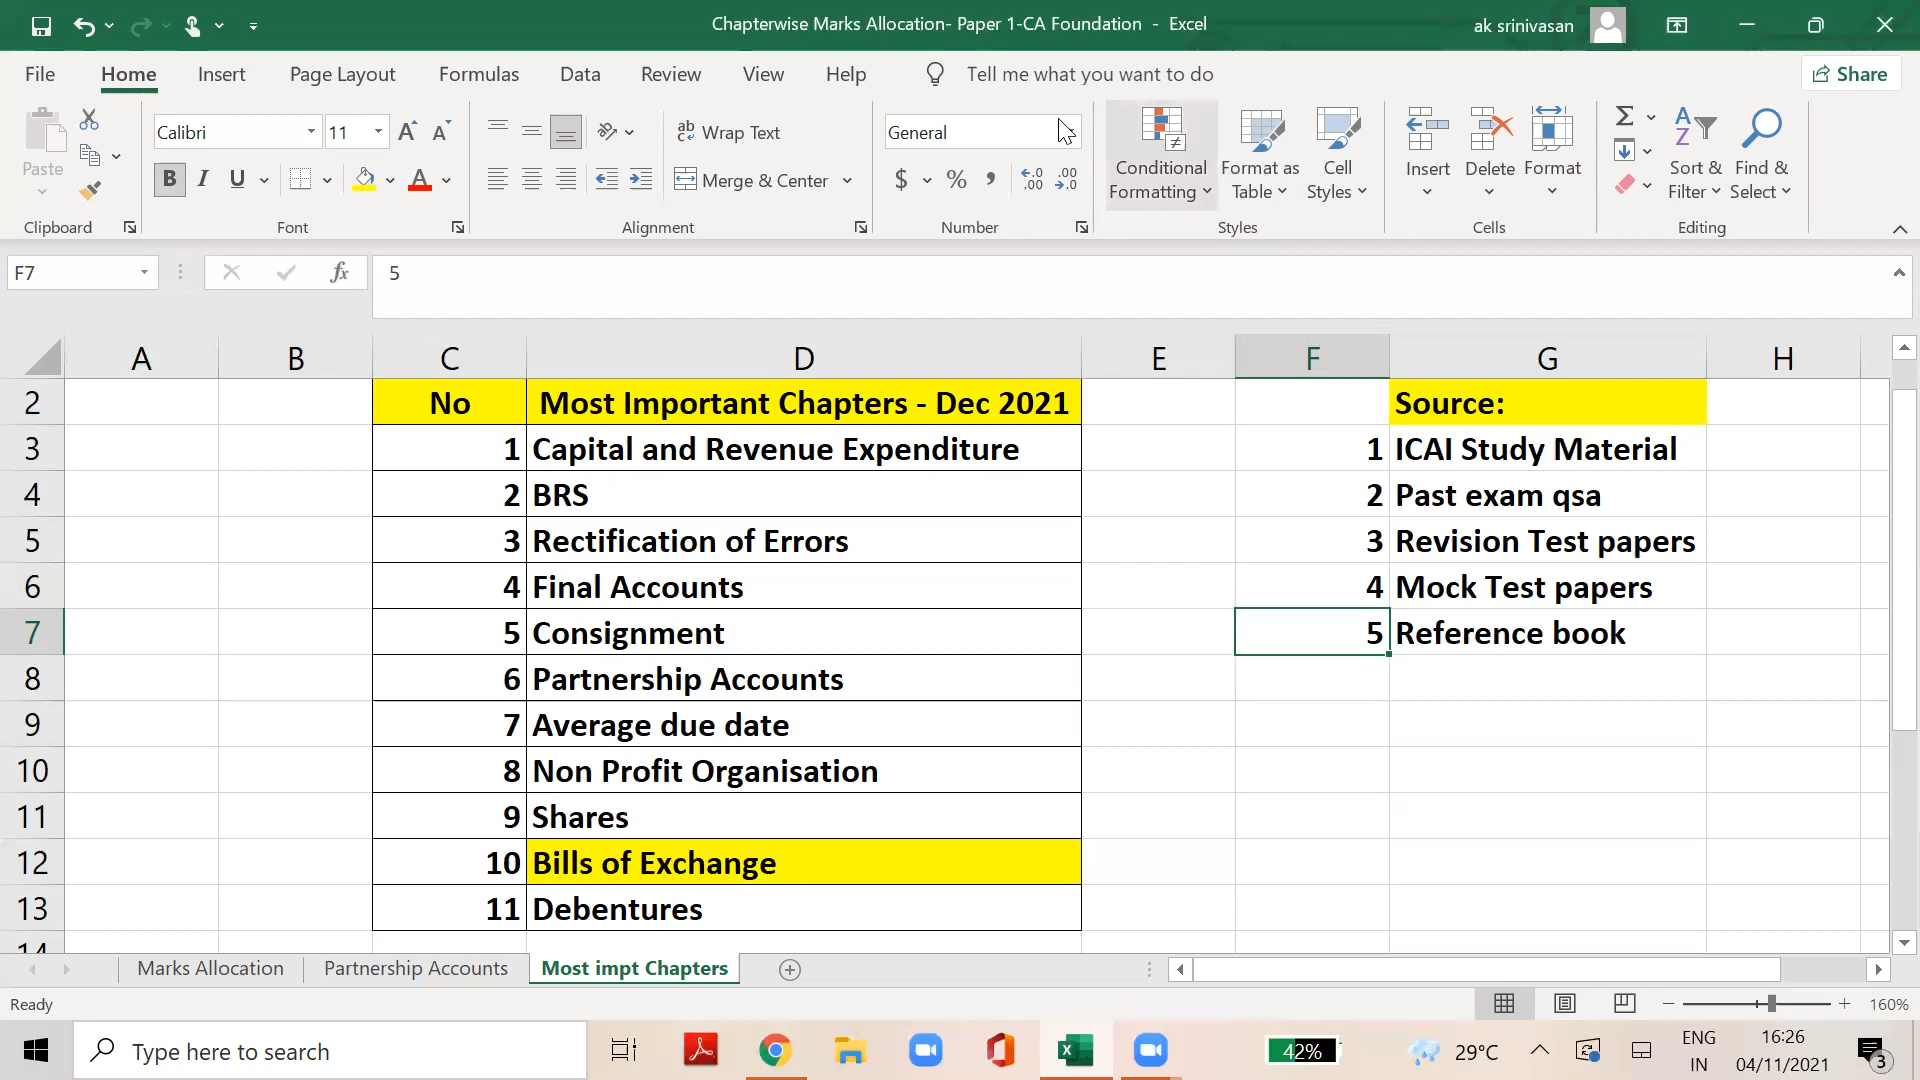 Chapterwise Marks Allocation- Paper 1-CA Foundation - Excel
ak srinivasan
File Home Insert Page Layout Formulas Data Review View Help Tell me what you want to do Share
Paste
Clipboard
Calibri 11
B I U
Font
Wrap Text
Merge & Center
Alignment
General
$ %
Number
Conditional Formatting
Format as Table
Cell Styles
Styles
Insert Delete Format
Cells
Sort & Filter
Find & Select
Editing
F7 fx 5
A B C D E F G H
2 No Most Important Chapters - Dec 2021 Source:
3 1 Capital and Revenue Expenditure 1 ICAI Study Material
4 2 BRS 2 Past exam qsa
5 3 Rectification of Errors 3 Revision Test papers
6 4 Final Accounts 4 Mock Test papers
7 5 Consignment 5 Reference book
8 6 Partnership Accounts
9 7 Average due date
10 8 Non Profit Organisation
11 9 Shares
12 10 Bills of Exchange
13 11 Debentures
14
Marks Allocation Partnership Accounts Most impt Chapters
Ready 160%
Type here to search 42% 29°C ENG 16:26
IN 04/11/2021 3